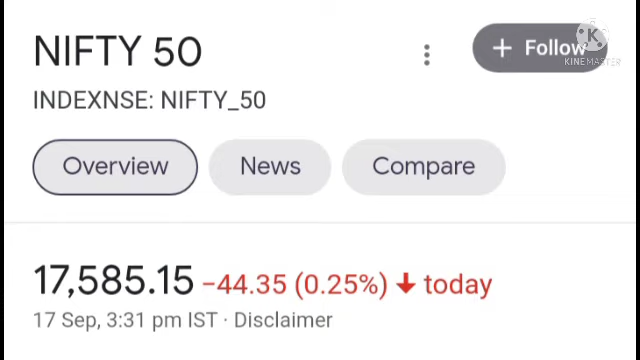 NIFTY 50
+ Follow
KINEMASTER
INDEXNSE: NIFTY_50
Overview
News
Compare
17,585.15 −44.35 (0.25%) ↓ today
17 Sep, 3:31 pm IST · Disclaimer